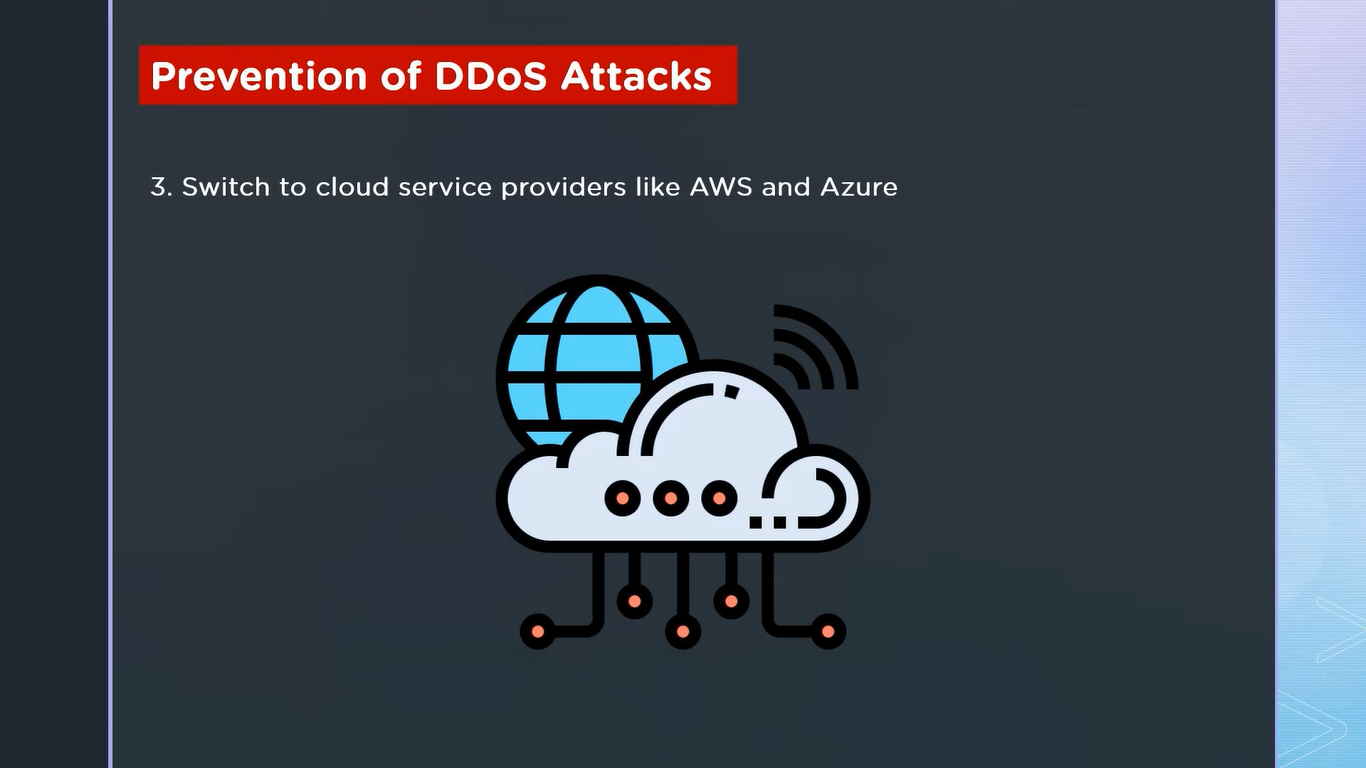 Prevention of DDoS Attacks
3. Switch to cloud service providers like AWS and Azure